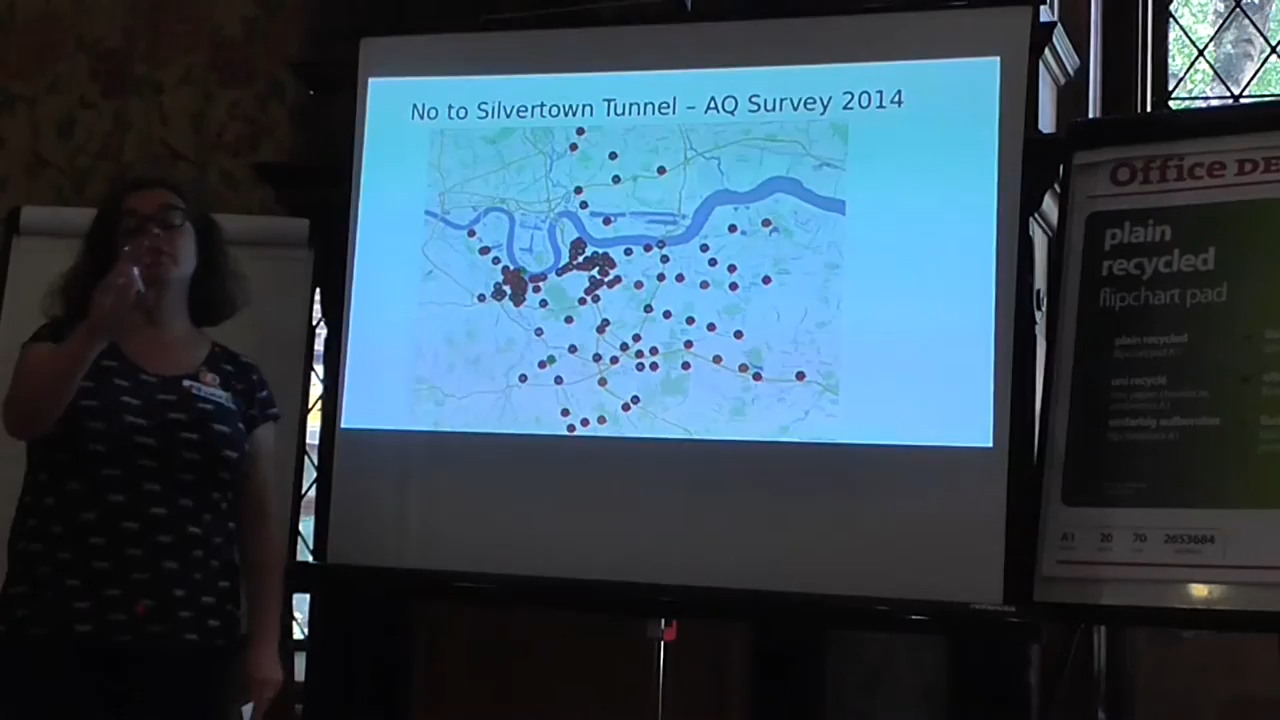 No to Silvertown Tunnel – AQ Survey 2014
Office DE
plain
recycled
flipchart pad
plain recycled
uni recyclé
A1 20 70 2653684